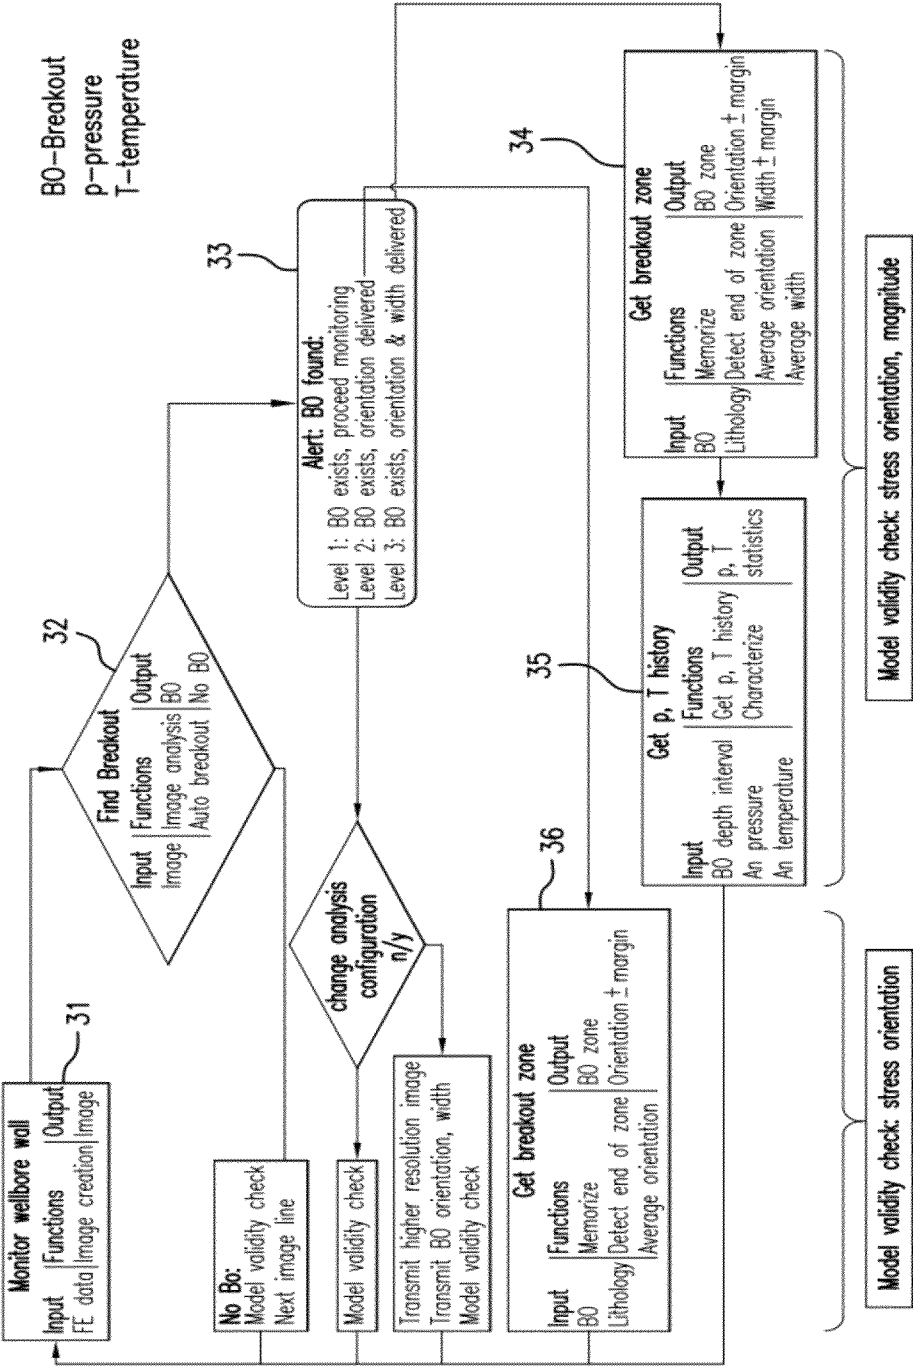 BO-Breakout
p-pressure
T-temperature
Monitor wellbore wall
Input Functions Output
FE data Image creation Image
31
Find Breakout
Input Functions Output
Image Image analysis BO
Auto breakout No BO
32
No Bo:
Model validity check
Next image line
Alert: BO found:
Level 1: BO exists, proceed monitoring
Level 2: BO exists, orientation delivered
Level 3: BO exists, orientation & width delivered
33
change analysis
configuration
n/y
Model validity check
Transmit higher resolution image
Transmit BO orientation, width
Model validity check
Get breakout zone
Input Functions Output
BO Memorize BO zone
Lithology Detect end of zone Orientation ± margin
Average orientation
36
Get breakout zone
Input Functions Output
BO Memorize BO zone
Lithology Detect end of zone Orientation ± margin
Average orientation Width ± margin
Average width
34
Get p, T history
Input Functions Output
BO depth interval Get p, T history p, T
An pressure Characterize statistics
An temperature
35
Model validity check: stress orientation
Model validity check: stress orientation, magnitude